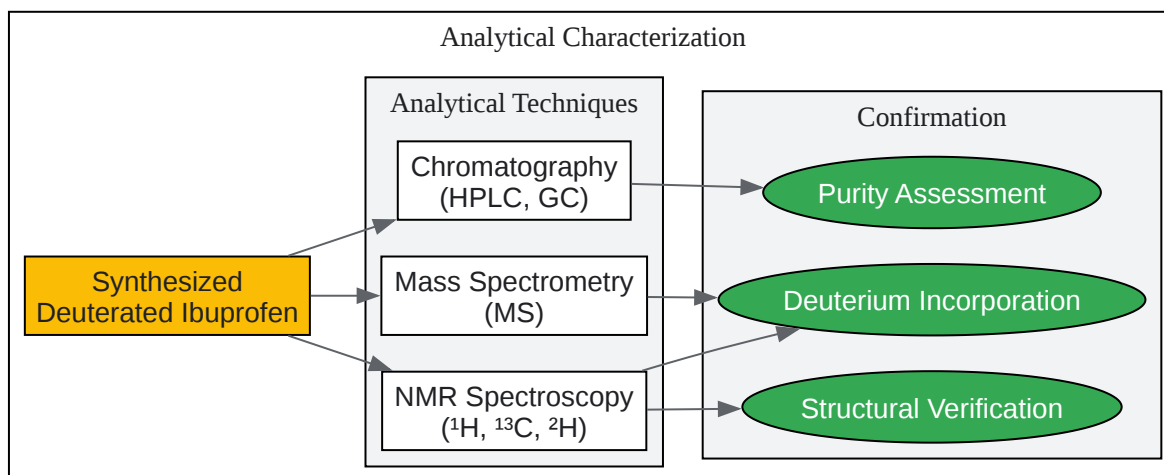 Analytical Characterization
Analytical Techniques
Confirmation
Chromatography
(HPLC, GC)
Purity Assessment
Synthesized
Deuterated Ibuprofen
Mass Spectrometry
(MS)
Deuterium Incorporation
NMR Spectroscopy
(¹H, ¹³C, ²H)
Structural Verification